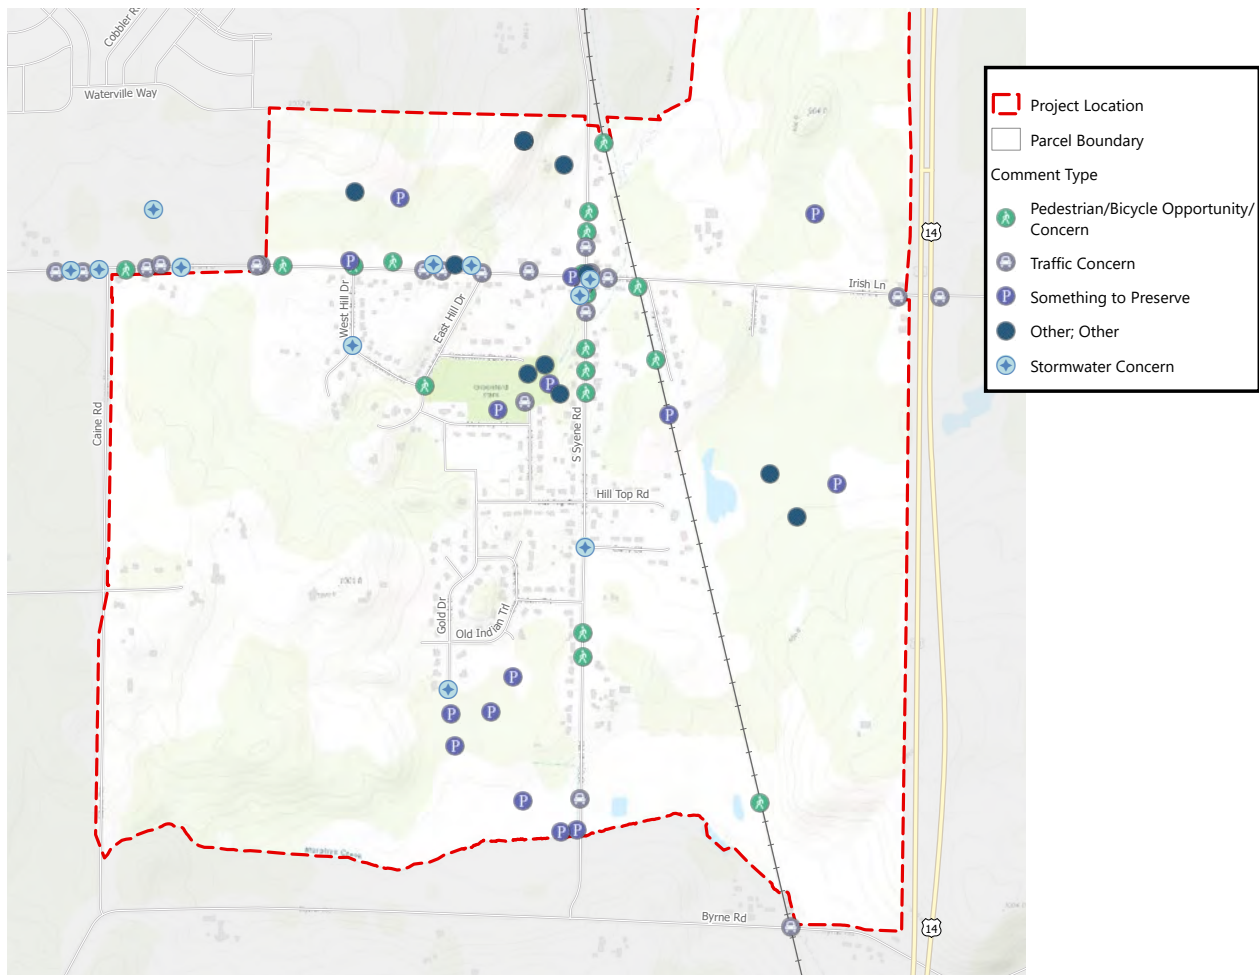 Cobbler R
Waterville Way
Project Location
Parcel Boundary
Comment Type
Pedestrian/Bicycle Opportunity/
Concern
Traffic Concern
Something to Preserve
Other; Other
Stormwater Concern
P
P
14
P
Irish Ln
P
West Hill Dr
East Hill Dr
P
P
P
P
Caine Rd
S Syene Rd
Hill Top Rd
P
Gold Dr
Old Indian Trl
P
P
P
P
P
P
P
Byrne Rd
14